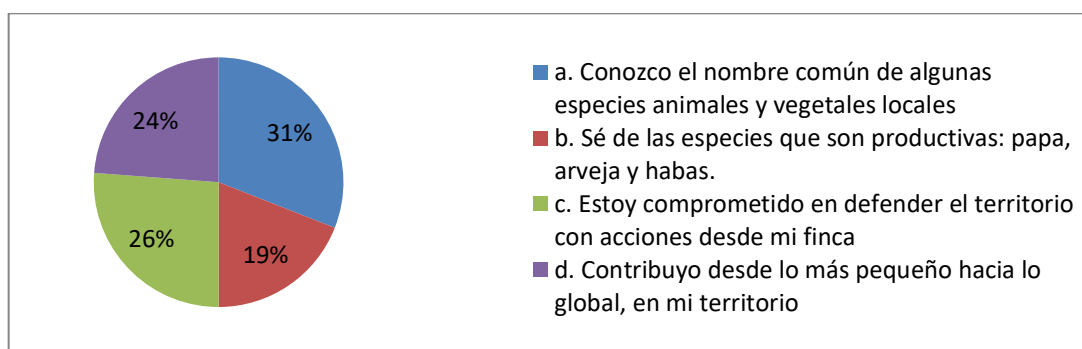 31%
19%
26%
24%
a. Conozco el nombre común de algunas
especies animales y vegetales locales
b. Sé de las especies que son productivas: papa,
arveja y habas.
c. Estoy comprometido en defender el territorio
con acciones desde mi finca
d. Contribuyo desde lo más pequeño hacia lo
global, en mi territorio